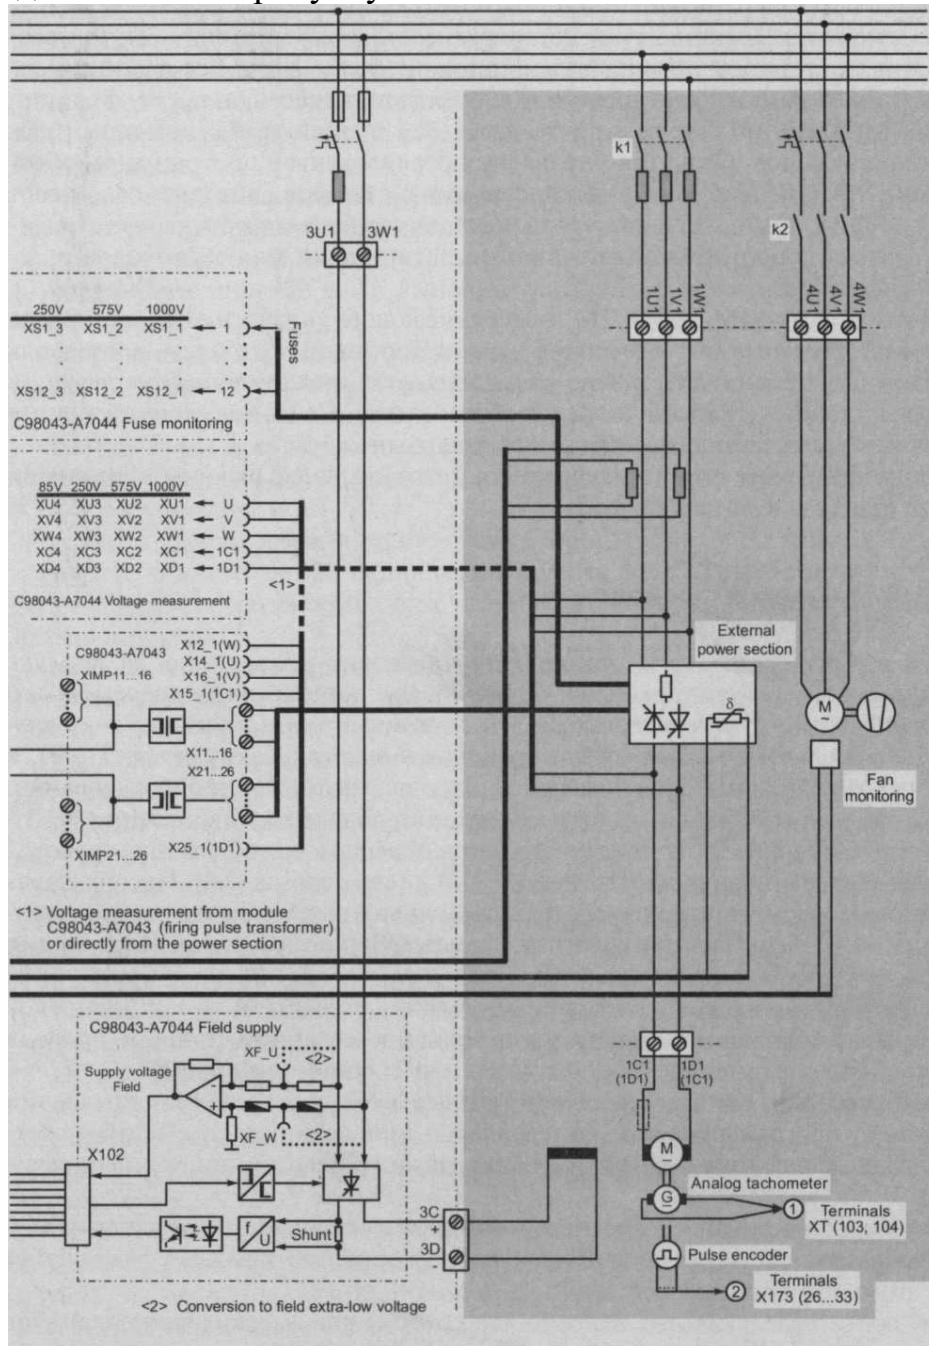 k1
k2
3U1 3W1
1U1 1V1 1W1
4U1 4V1 4W1
250V 575V 1000V
XS1_3 XS1_2 XS1_1 1
Fuses
XS12_3 XS12_2 XS12_1 12
C98043-A7044 Fuse monitoring
85V 250V 575V 1000V
XU4 XU3 XU2 XU1 U
XV4 XV3 XV2 XV1 V
XW4 XW3 XW2 XW1 W
XC4 XC3 XC2 XC1 1C1
XD4 XD3 XD2 XD1 1D1
<1>
C98043-A7044 Voltage measurement
External
power section
C98043-A7043
XIMP11...16
X12_1(W)
X14_1(U)
X16_1(V)
X15_1(1C1)
X11...16
X21...26
XIMP21...26
X25_1(1D1)
δ
M
~
Fan
monitoring
<1> Voltage measurement from module
C98043-A7043 (firing pulse transformer)
or directly from the power section
C98043-A7044 Field supply
Supply voltage
Field
XF_U <2>
XF_W <2>
- +
X102
f
U
Shunt
3C
+
3D
-
1C1
(1D1)
1D1
(1C1)
M
Analog tachometer
G
1 Terminals
XT (103, 104)
Pulse encoder
2 Terminals
X173 (26...33)
<2> Conversion to field extra-low voltage